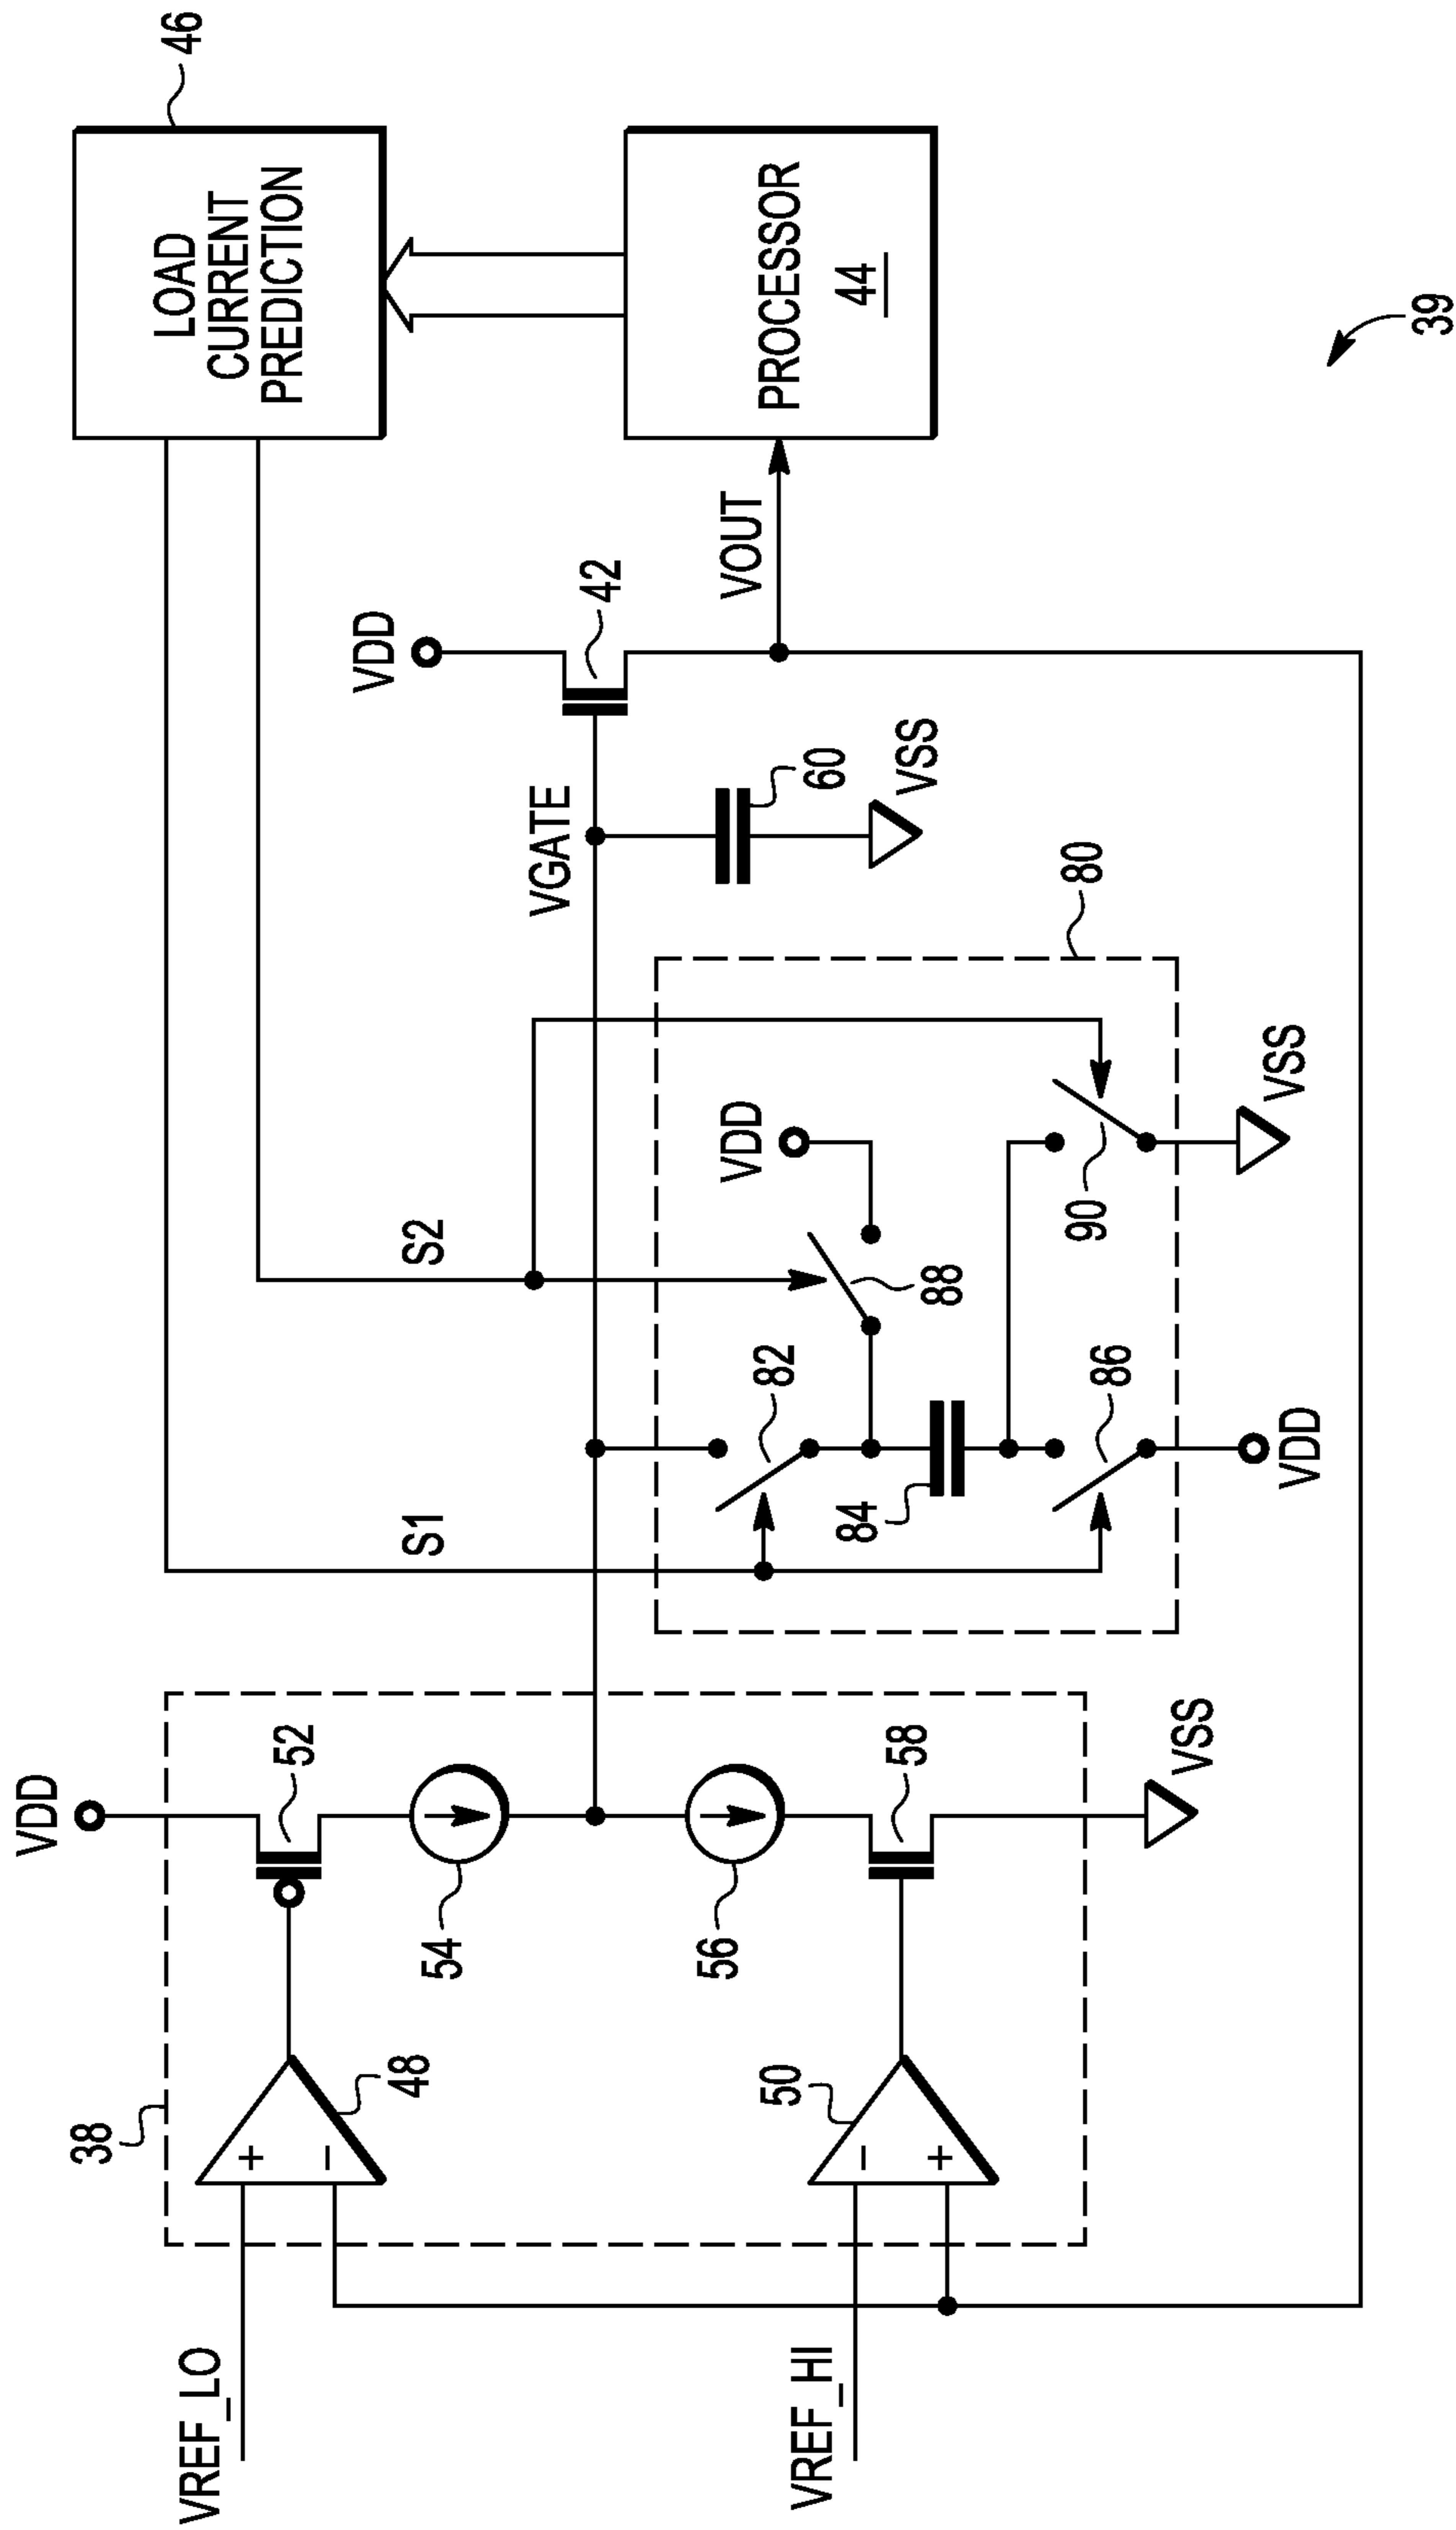 LOAD
CURRENT
PREDICTION
46
PROCESSOR
44
39
VDD
42
VOUT
VGATE
60
VSS
80
S2
S1
VDD
88
82
84
86
90
VSS
VDD
38
VDD
52
54
56
58
VSS
48
+
−
50
−
+
VREF_LO
VREF_HI